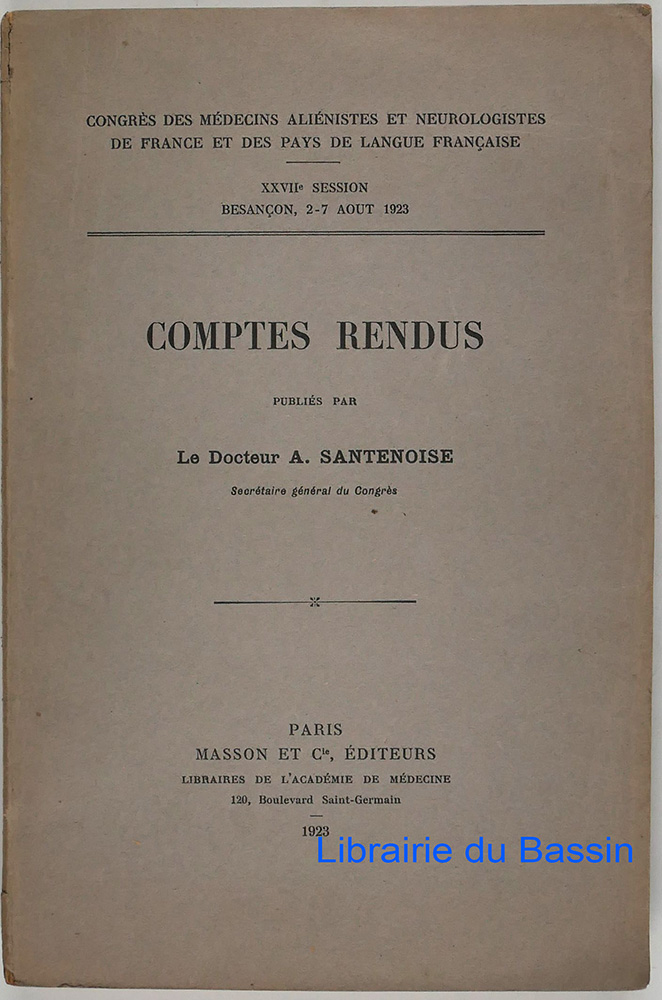 CONGRÈS DES MÉDECINS ALIÉNISTES ET NEUROLOGISTES
DE FRANCE ET DES PAYS DE LANGUE FRANÇAISE
XXVIIe SESSION
BESANÇON, 2-7 AOUT 1923
COMPTES RENDUS
PUBLIÉS PAR
Le Docteur A. SANTENOISE
Secrétaire général du Congrès
PARIS
MASSON ET Cie, ÉDITEURS
LIBRAIRES DE L'ACADÉMIE DE MÉDECINE
120, Boulevard Saint-Germain
1923
Librairie du Bassin